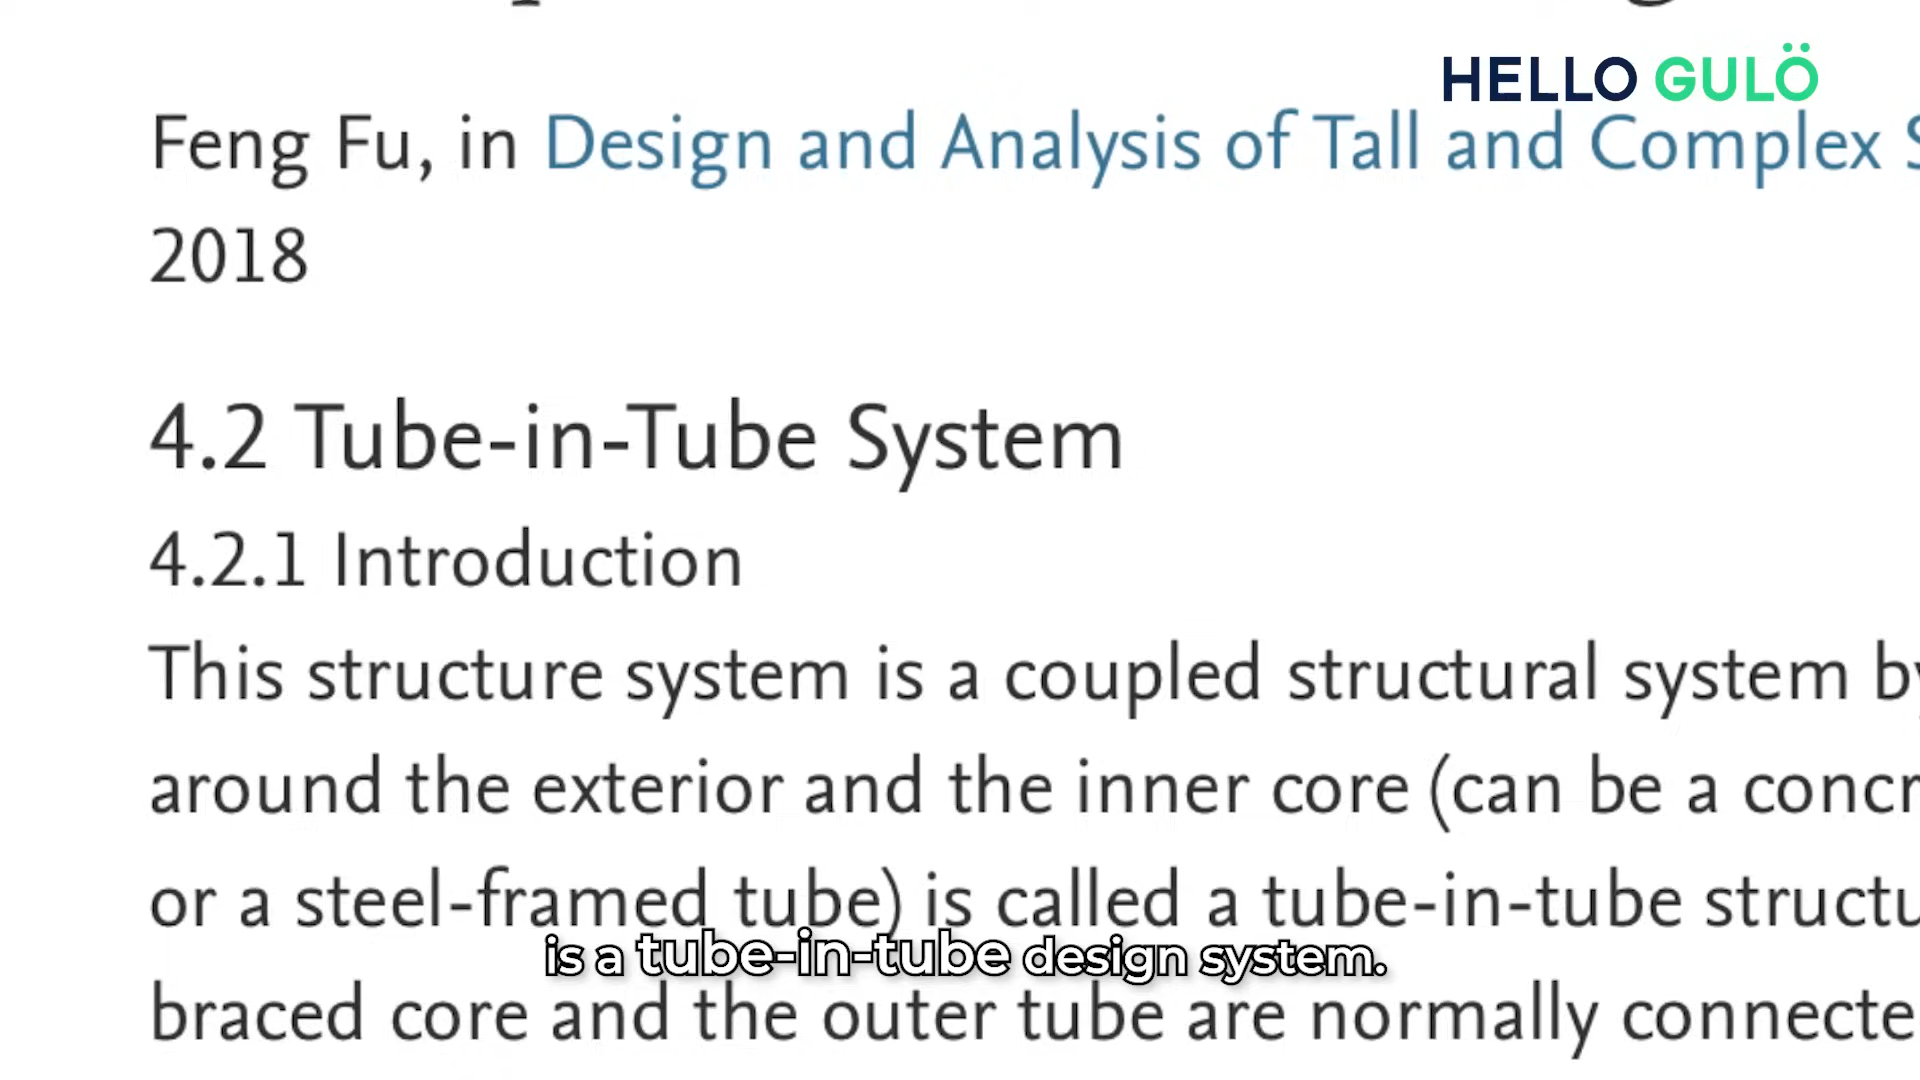 HELLO GULÖ
Feng Fu, in Design and Analysis of Tall and Complex
2018
4.2 Tube-in-Tube System
4.2.1 Introduction
This structure system is a coupled structural system
around the exterior and the inner core (can be a
or a steel-framed tube) is called a tube-in-tube
is a tube-in-tube design system.
braced core and the outer tube are normally